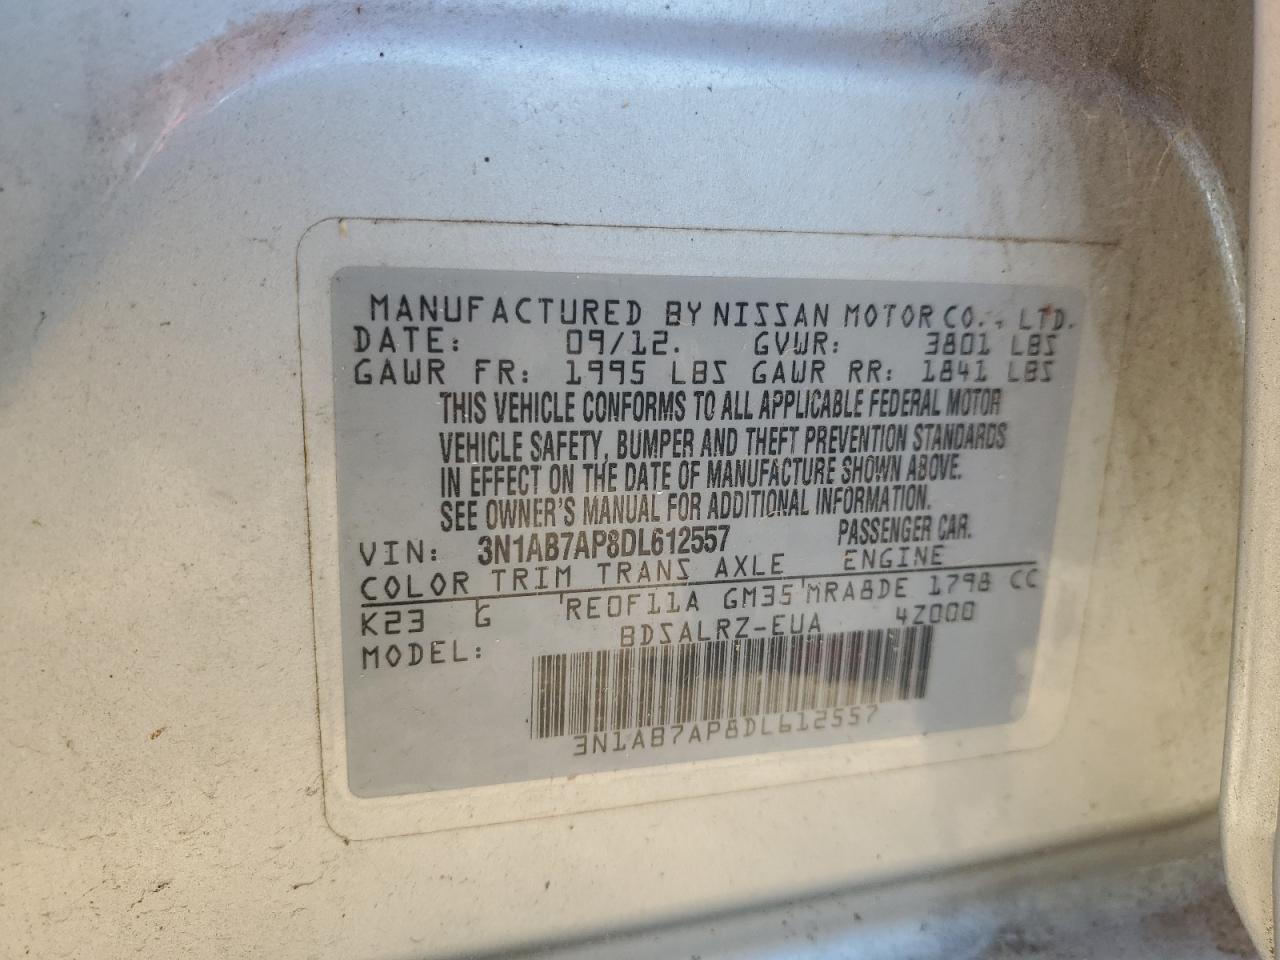 MANUFACTURED BY NISSAN MOTOR CO., LTD.
DATE: 09/12. GVWR: 3801 LBS
GAWR FR: 1995 LBS GAWR RR: 1841 LBS
THIS VEHICLE CONFORMS TO ALL APPLICABLE FEDERAL MOTOR
VEHICLE SAFETY, BUMPER AND THEFT PREVENTION STANDARDS
IN EFFECT ON THE DATE OF MANUFACTURE SHOWN ABOVE.
SEE OWNER'S MANUAL FOR ADDITIONAL INFORMATION.
VIN: 3N1AB7AP8DL612557 PASSENGER CAR.
COLOR TRIM TRANS AXLE ENGINE
K23 G RE0F11A GM35 MRA8DE 1798 CC
MODEL: BDSALRZ-EUA 4Z000
3N1AB7AP8DL612557